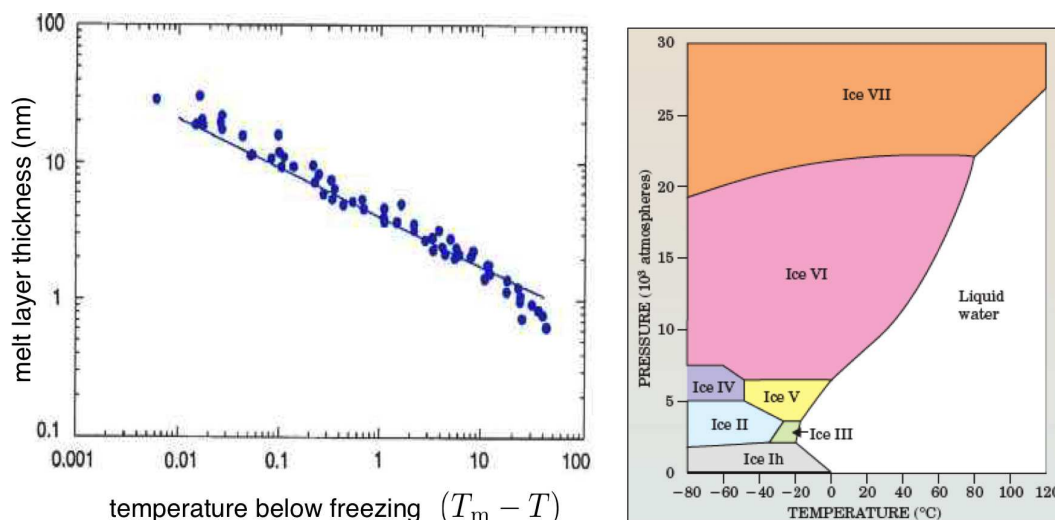 100
10
1
0.1
melt layer thickness (nm)
0.001
0.01
0.1
1
10
100
temperature below freezing (Tₘ − T)
30
25
20
15
10
5
0
PRESSURE (10³ atmospheres)
Ice VII
Ice VI
Liquid
water
Ice IV
Ice V
Ice II
Ice III
Ice Ih
−80 −60 −40 −20 0 20 40 60 80 100 120
TEMPERATURE (°C)